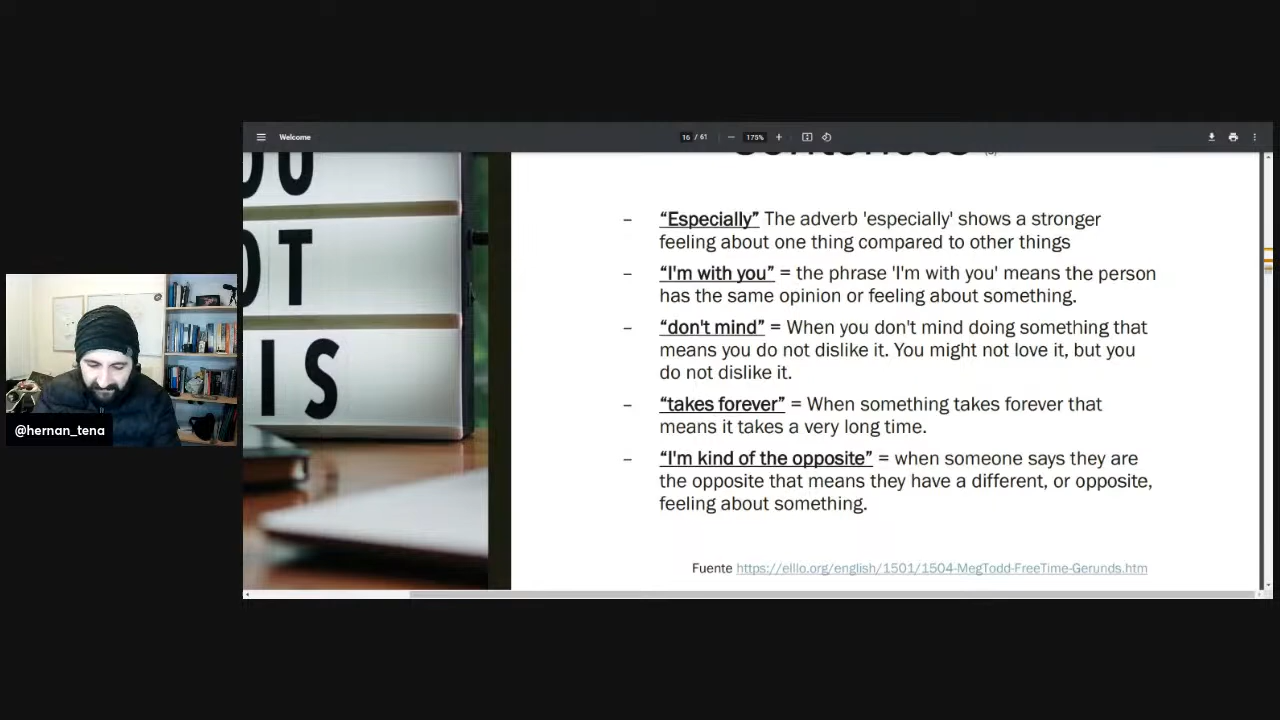 Welcome
16 / 61
175%
OU
OT
IS
“Especially” The adverb 'especially' shows a stronger
feeling about one thing compared to other things
“I'm with you” = the phrase 'I'm with you' means the person
has the same opinion or feeling about something.
“don't mind” = When you don't mind doing something that
means you do not dislike it. You might not love it, but you
do not dislike it.
“takes forever” = When something takes forever that
means it takes a very long time.
“I'm kind of the opposite” = when someone says they are
the opposite that means they have a different, or opposite,
feeling about something.
Fuente https://elllo.org/english/1501/1504-MegTodd-FreeTime-Gerunds.htm
@hernan_tena